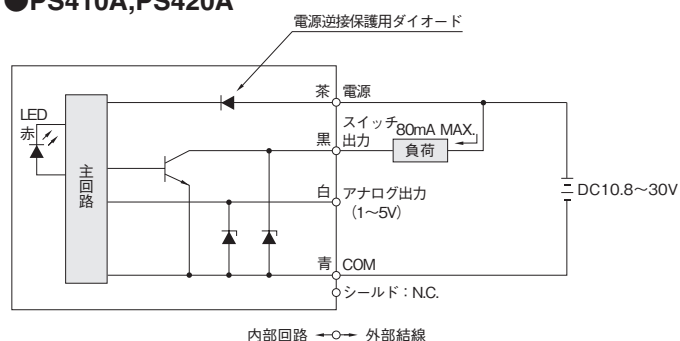 ●PS410A,PS420A
電源逆接保護用ダイオード
茶 電源
LED
赤
スイッチ
出力
黒
80mA MAX.
負荷
主回路
白 アナログ出力
(1～5V)
DC10.8～30V
青 COM
シールド：N.C.
内部回路 外部結線